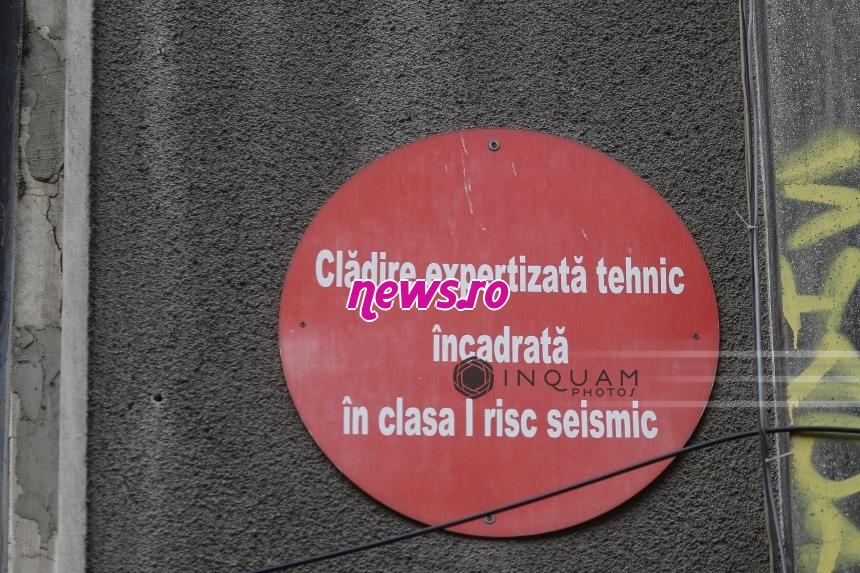 Clădire expertizată tehnic
news.ro
încadrată
INQUAM
PHOTOS
în clasa I risc seismic